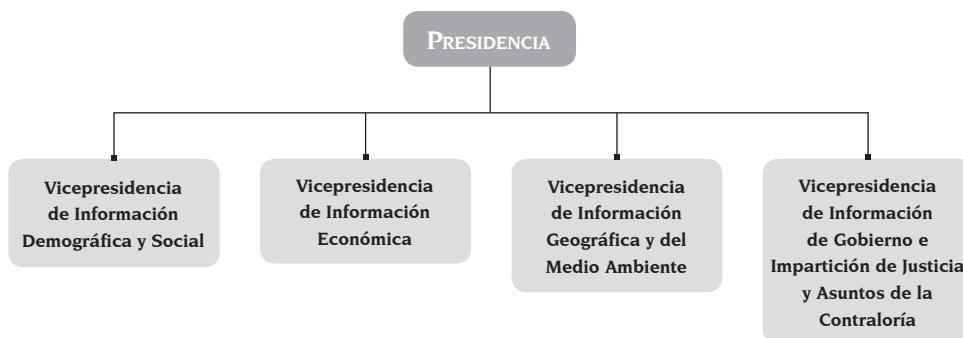 PRESIDENCIA
Vicepresidencia
de Información
Demográfica y Social
Vicepresidencia
de Información
Económica
Vicepresidencia
de Información
Geográfica y del
Medio Ambiente
Vicepresidencia
de Información
de Gobierno e
Impartición de Justicia
y Asuntos de la
Contraloría